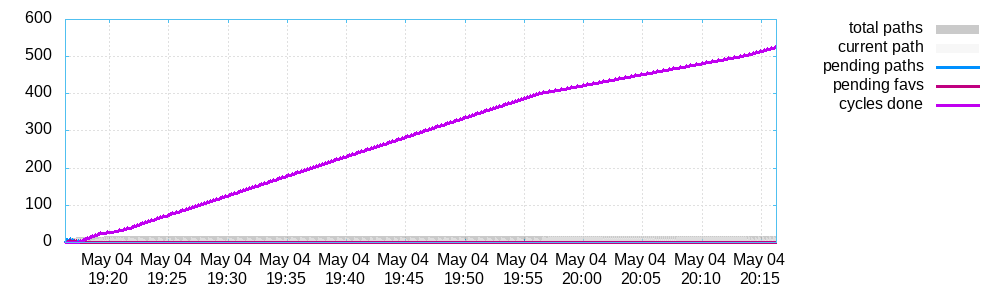 600
500
400
300
200
100
0
May 04 May 04 May 04 May 04 May 04 May 04 May 04 May 04 May 04 May 04 May 04 May 04
19:20 19:25 19:30 19:35 19:40 19:45 19:50 19:55 20:00 20:05 20:10 20:15
total paths
current path
pending paths
pending favs
cycles done